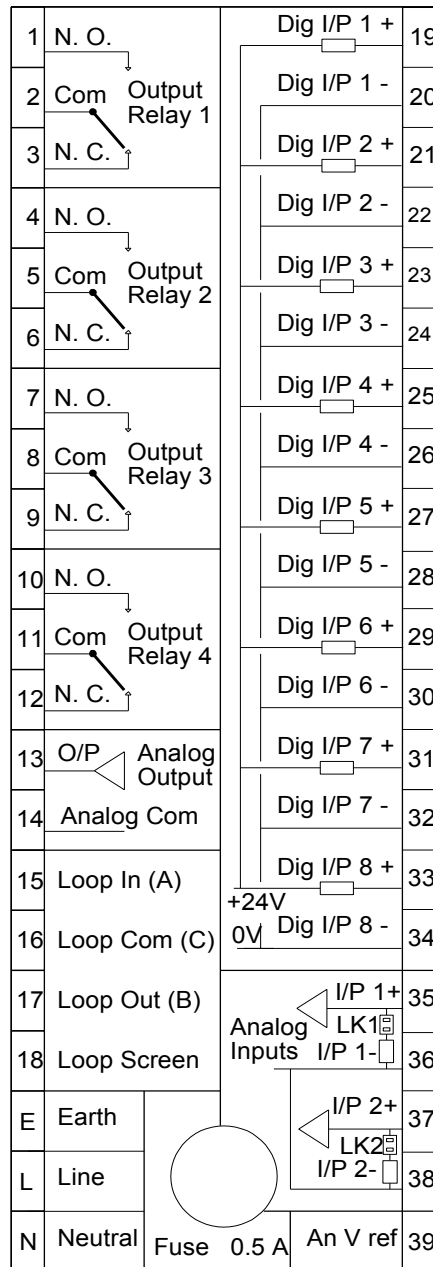 1 N. O.
2 Com Output
Relay 1
3 N. C.
4 N. O.
5 Com Output
Relay 2
6 N. C.
7 N. O.
8 Com Output
Relay 3
9 N. C.
10 N. O.
11 Com Output
Relay 4
12 N. C.
13 O/P Analog
Output
14 Analog Com
15 Loop In (A)
16 Loop Com (C)
17 Loop Out (B)
18 Loop Screen
E Earth
L Line
N Neutral
Fuse 0.5 A
Dig I/P 1 + 19
Dig I/P 1 - 20
Dig I/P 2 + 21
Dig I/P 2 - 22
Dig I/P 3 + 23
Dig I/P 3 - 24
Dig I/P 4 + 25
Dig I/P 4 - 26
Dig I/P 5 + 27
Dig I/P 5 - 28
Dig I/P 6 + 29
Dig I/P 6 - 30
Dig I/P 7 + 31
Dig I/P 7 - 32
Dig I/P 8 + 33
+24V
0V Dig I/P 8 - 34
Analog
Inputs
I/P 1+ 35
LK1
I/P 1- 36
I/P 2+ 37
LK2
I/P 2- 38
An V ref 39